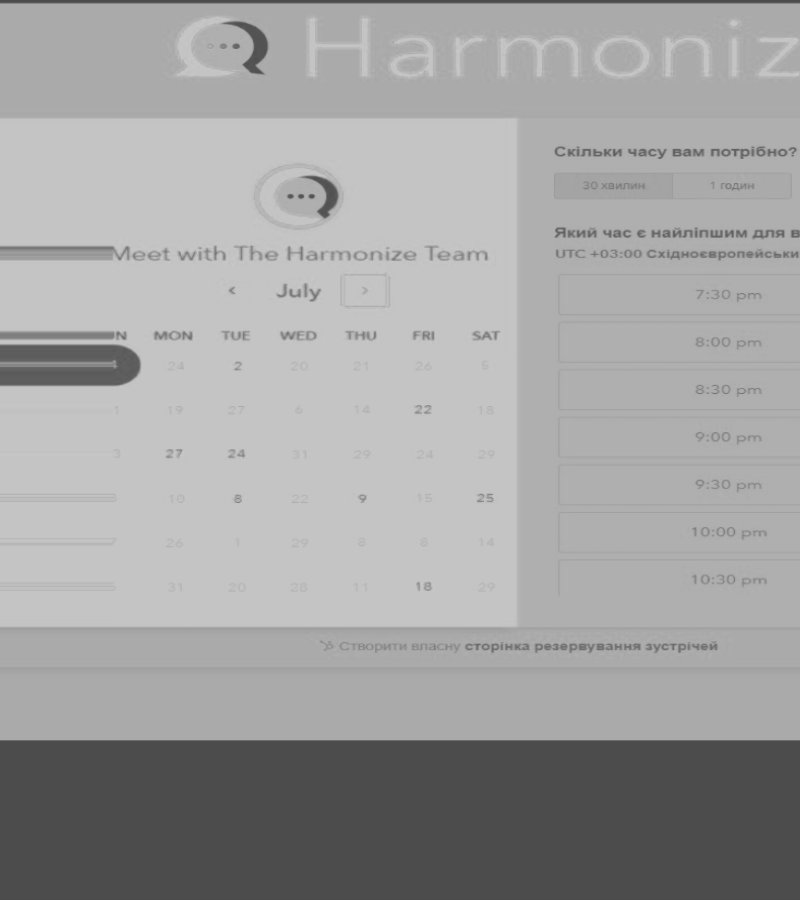 Harmoniz
Meet with The Harmonize Team
July
N MON TUE WED THU FRI SAT
4 24 2 20 21 26 5
1 19 27 6 14 22 18
3 27 24 31 29 24 29
10 8 22 9 15 25
7 26 1 29 8 8 14
31 20 28 11 18 29
Скільки часу вам потрібно?
30 хвилин 1 годин
Який час є найліпшим для в
UTC +03:00 Східноєвропейськи
7:30 pm
8:00 pm
8:30 pm
9:00 pm
9:30 pm
10:00 pm
10:30 pm
Створити власну сторінка резервування зустрічей